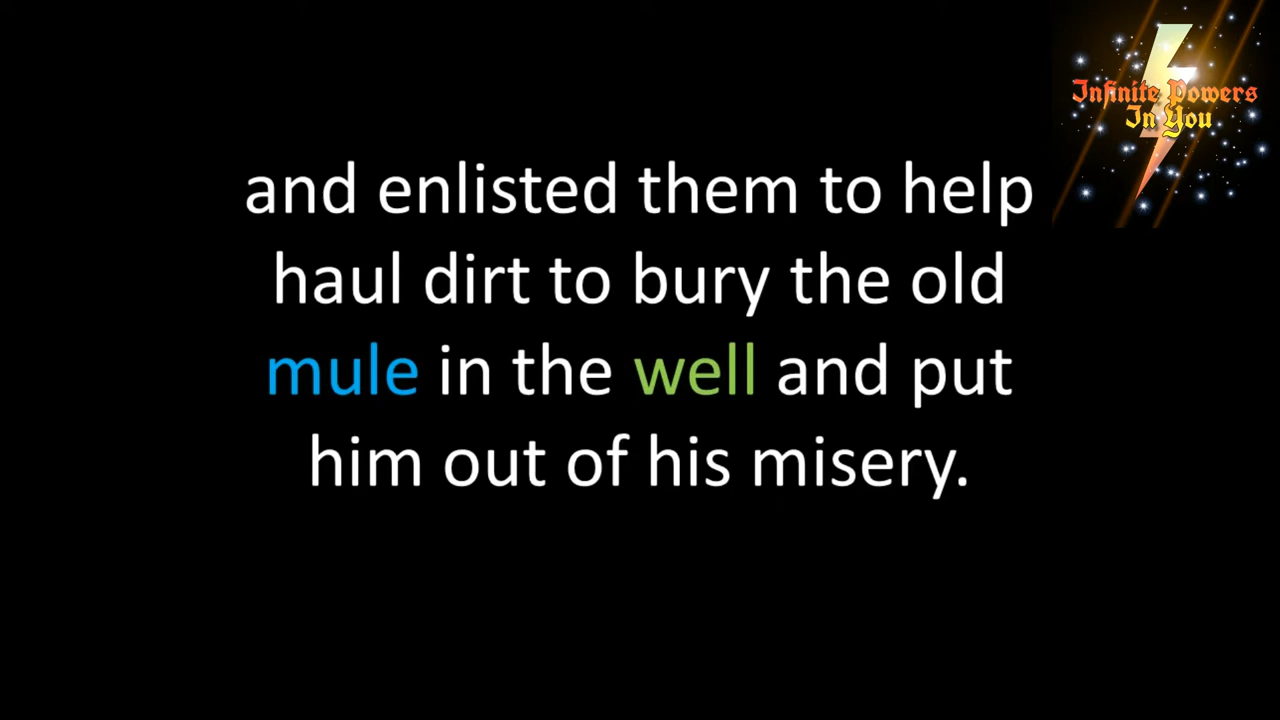 Infinite Powers
In You
and enlisted them to help
haul dirt to bury the old
mule in the well and put
him out of his misery.